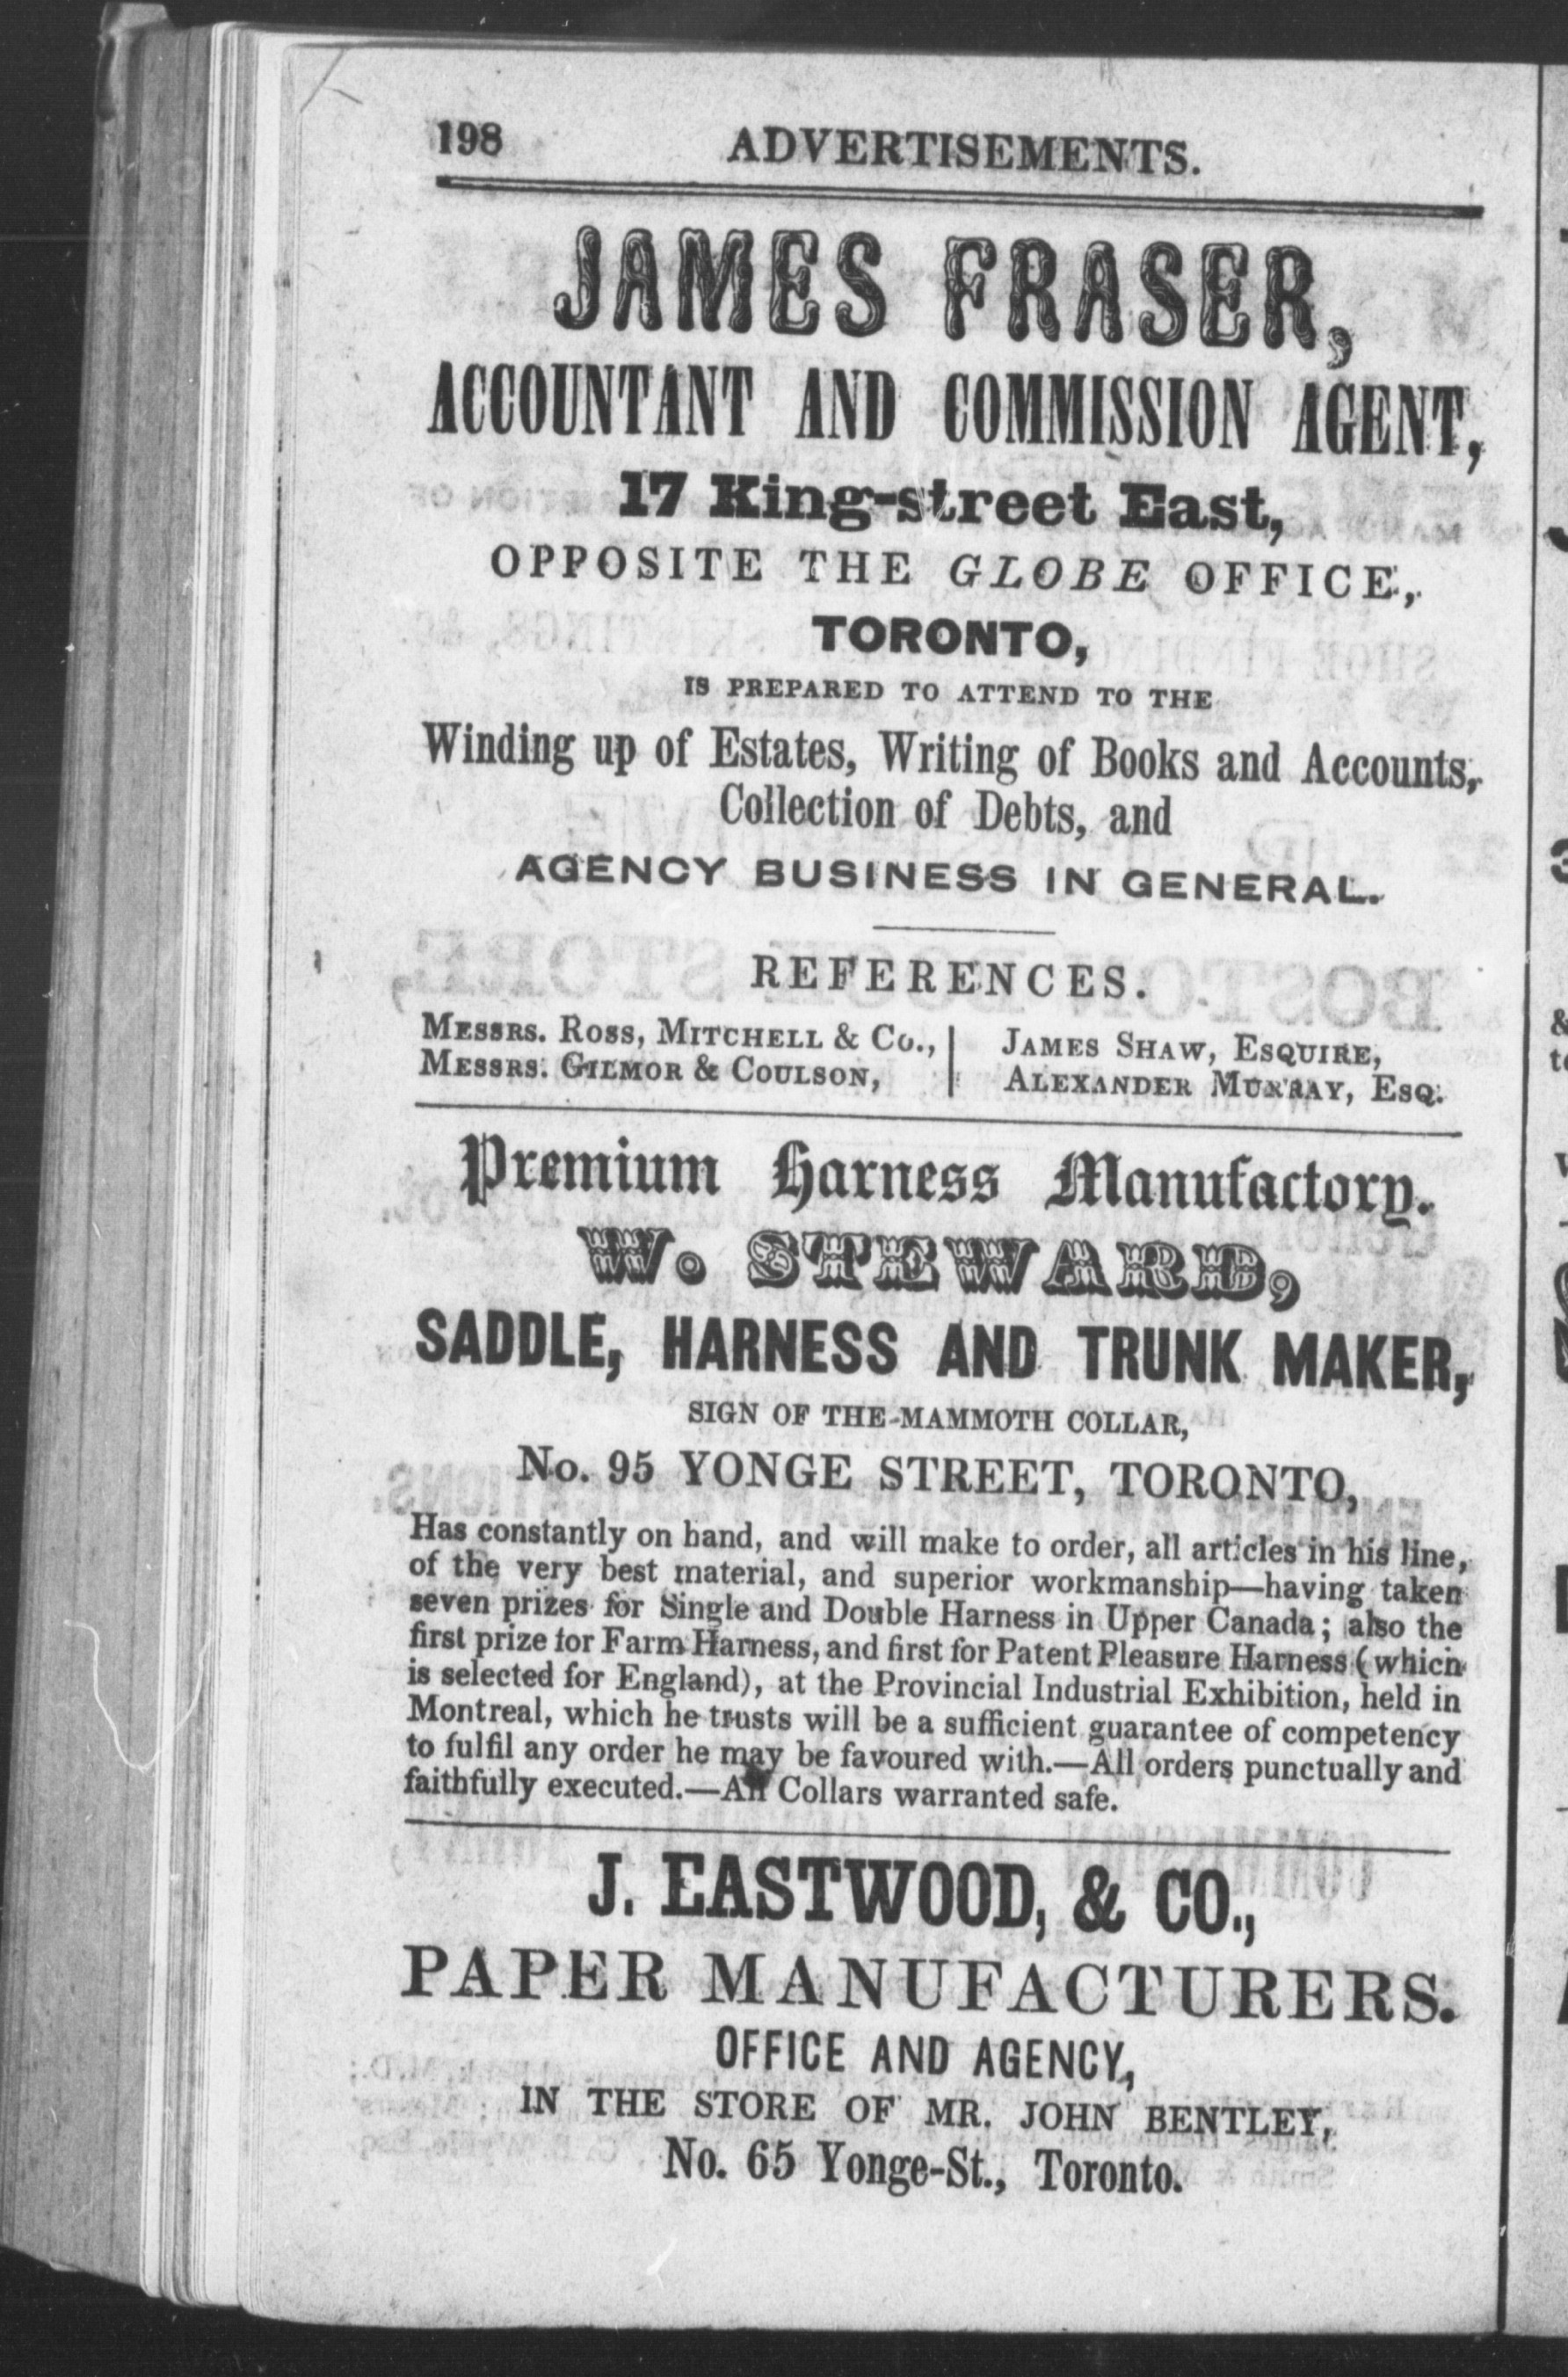 198 ADVERTISEMENTS.
JAMES FRASER,
ACCOUNTANT AND COMMISSION AGENT,
17 King-street East,
OPPOSITE THE GLOBE OFFICE,
TORONTO,
IS PREPARED TO ATTEND TO THE
Winding up of Estates, Writing of Books and Accounts,
Collection of Debts, and
AGENCY BUSINESS IN GENERAL.
REFERENCES.
MESSRS. ROSS, MITCHELL & Co., | JAMES SHAW, ESQUIRE,
MESSRS. GILMOR & COULSON, | ALEXANDER MURRAY, ESQ.
Premium Harness Manufactory.
W. STEWARD,
SADDLE, HARNESS AND TRUNK MAKER,
SIGN OF THE MAMMOTH COLLAR,
No. 95 YONGE STREET, TORONTO,
Has constantly on hand, and will make to order, all articles in his line,
of the very best material, and superior workmanship—having taken
seven prizes for Single and Double Harness in Upper Canada; also the
first prize for Farm Harness, and first for Patent Pleasure Harness (which
is selected for England), at the Provincial Industrial Exhibition, held in
Montreal, which he trusts will be a sufficient guarantee of competency
to fulfil any order he may be favoured with.—All orders punctually and
faithfully executed.—All Collars warranted safe.
J. EASTWOOD, & CO.,
PAPER MANUFACTURERS.
OFFICE AND AGENCY,
IN THE STORE OF MR. JOHN BENTLEY,
No. 65 Yonge-St., Toronto.